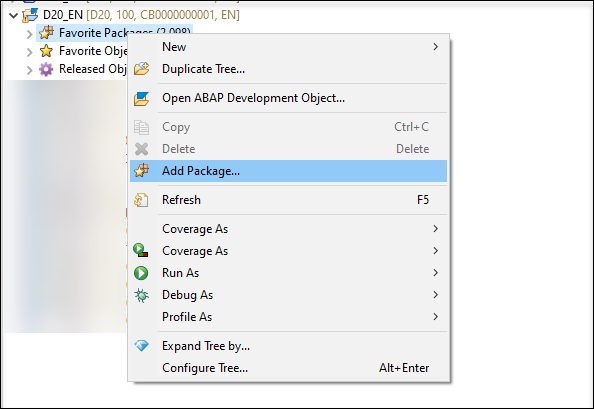 D20_EN [D20, 100, CB0000000001, EN]
Favorite Packages (2,098)
Favorite Obje
Released Obj
New
Duplicate Tree...
Open ABAP Development Object...
Copy Ctrl+C
Delete Delete
Add Package...
Refresh F5
Coverage As
Coverage As
Run As
Debug As
Profile As
Expand Tree by...
Configure Tree... Alt+Enter